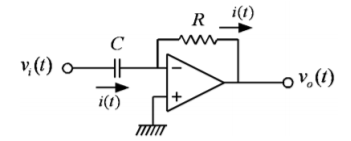 R
i(t)
C
v_i(t)
−
+
i(t)
v_o(t)